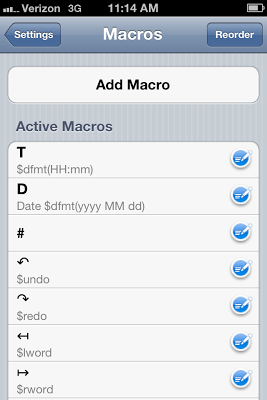 Verizon 3G 11:14 AM
Settings Macros Reorder
Add Macro
Active Macros
T
$dfmt(HH:mm)
D
Date $dfmt(yyyy MM dd)
#
↶
$undo
↷
$redo
↤
$lword
↦
$rword